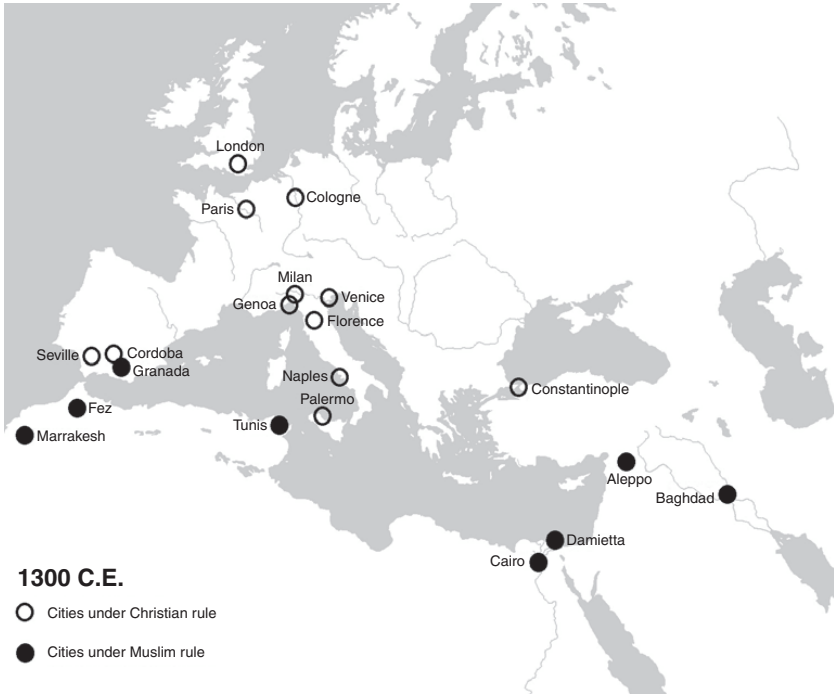 London
Cologne
Paris
Milan
Genoa
Venice
Florence
Seville
Cordoba
Granada
Naples
Constantinople
Palermo
Fez
Tunis
Marrakesh
Aleppo
Baghdad
Damietta
Cairo
1300 C.E.
Cities under Christian rule
Cities under Muslim rule